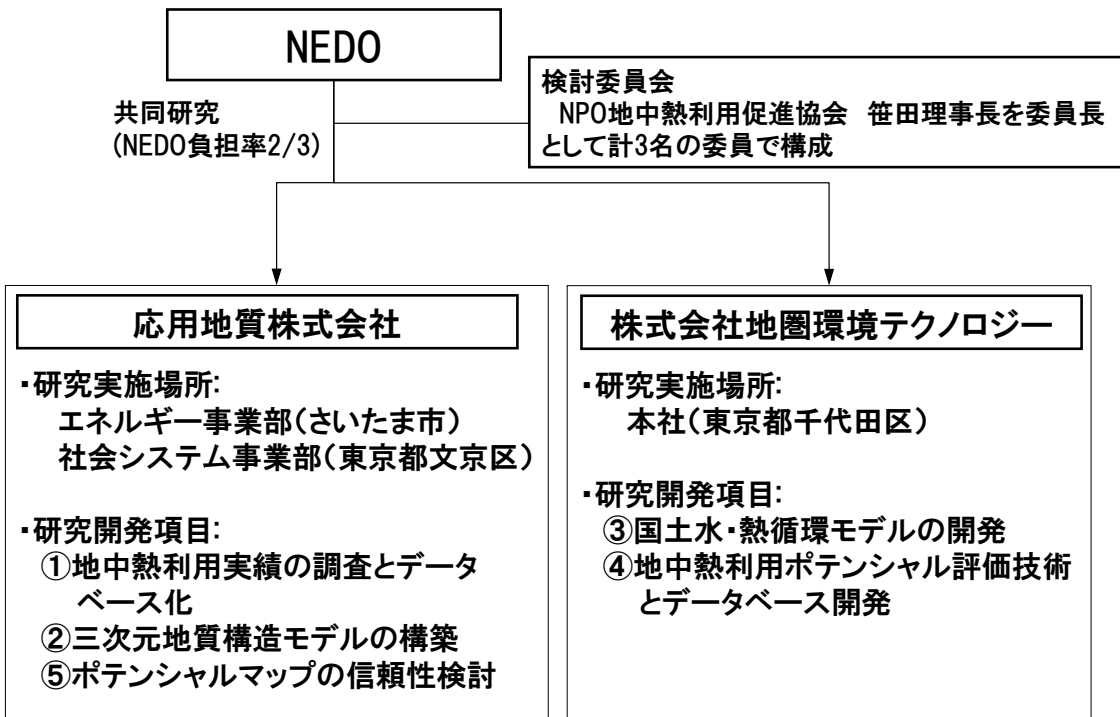 NEDO
共同研究
(NEDO負担率2/3)
検討委員会
NPO地中熱利用促進協会 笹田理事長を委員長
として計3名の委員で構成
応用地質株式会社
・研究実施場所:
エネルギー事業部(さいたま市)
社会システム事業部(東京都文京区)
・研究開発項目:
①地中熱利用実績の調査とデータ
ベース化
②三次元地質構造モデルの構築
⑤ポテンシャルマップの信頼性検討
株式会社地圏環境テクノロジー
・研究実施場所:
本社(東京都千代田区)
・研究開発項目:
③国土水・熱循環モデルの開発
④地中熱利用ポテンシャル評価技術
とデータベース開発